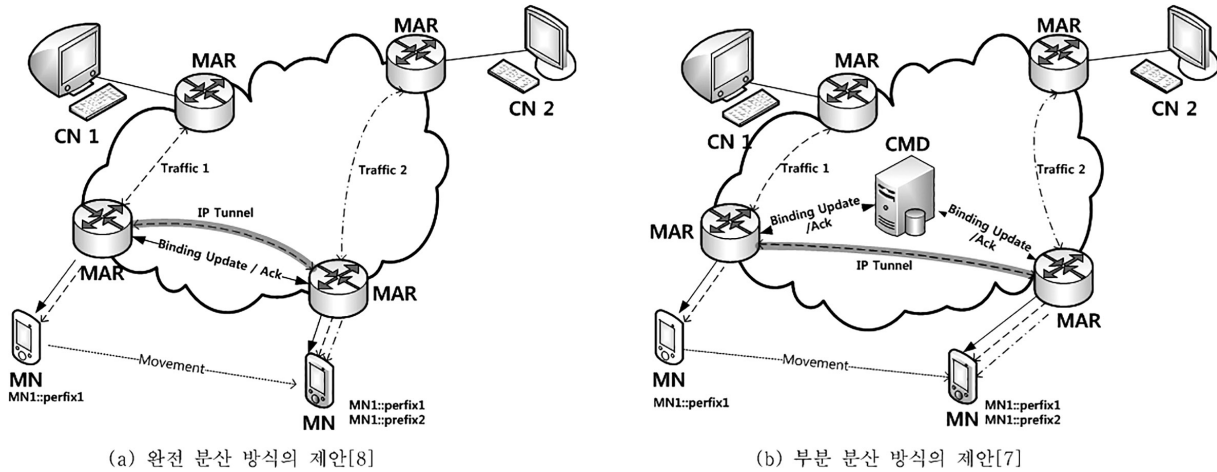 MAR
MAR
CN 1
CN 2
Traffic 1
Traffic 2
IP Tunnel
Binding Update / Ack
MAR
MAR
MN
MN1::perfix1
Movement
MN
MN1::perfix1
MN1::prefix2
(a) 완전 분산 방식의 제안[8]
MAR
MAR
CN 1
CN 2
CMD
Traffic 1
Traffic 2
Binding Update
/Ack
Binding Update
/Ack
MAR
IP Tunnel
MAR
MN
MN1::perfix1
Movement
MN
MN1::perfix1
MN1::prefix2
(b) 부분 분산 방식의 제안[7]